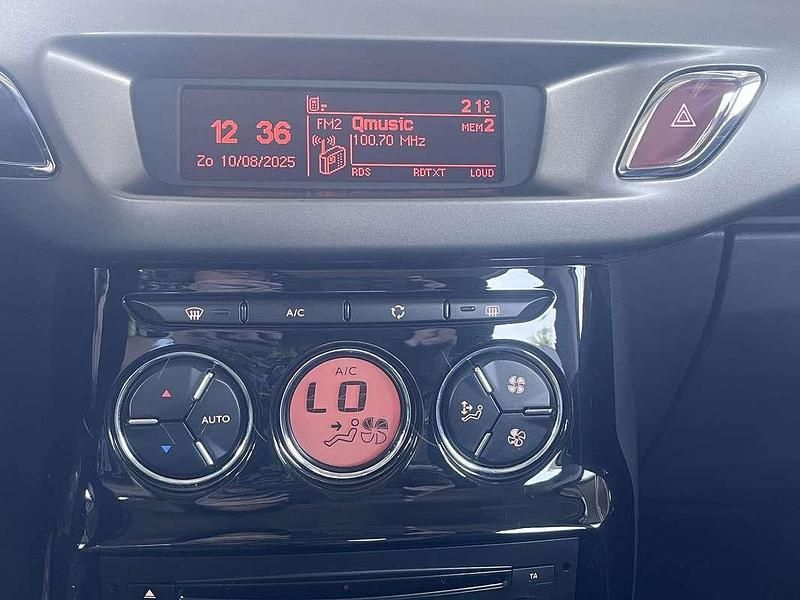 21°C
12 36
FM2 Qmusic MEM2
100.70 MHz
Zo 10/08/2025
RDS RDTXT LOUD
A/C
AUTO
A/C
LO
TA